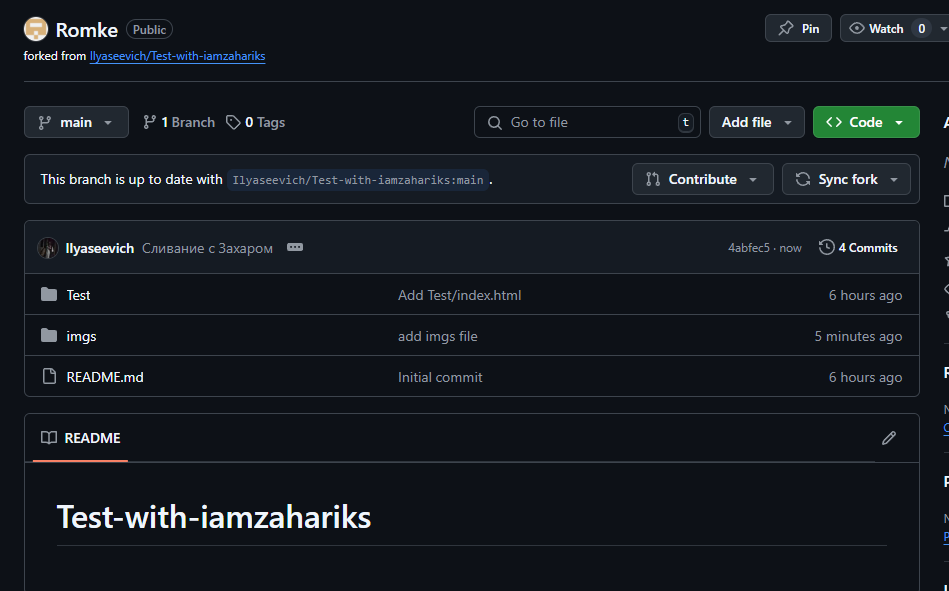 Romke Public
Pin
Watch 0
forked from Ilyaseevich/Test-with-iamzahariks
main
1 Branch
0 Tags
Go to file
t
Add file
Code
This branch is up to date with Ilyaseevich/Test-with-iamzahariks:main .
Contribute
Sync fork
Ilyaseevich Сливание с Захаром
4abfec5 · now
4 Commits
Test Add Test/index.html 6 hours ago
imgs add imgs file 5 minutes ago
README.md Initial commit 6 hours ago
README
Test-with-iamzahariks